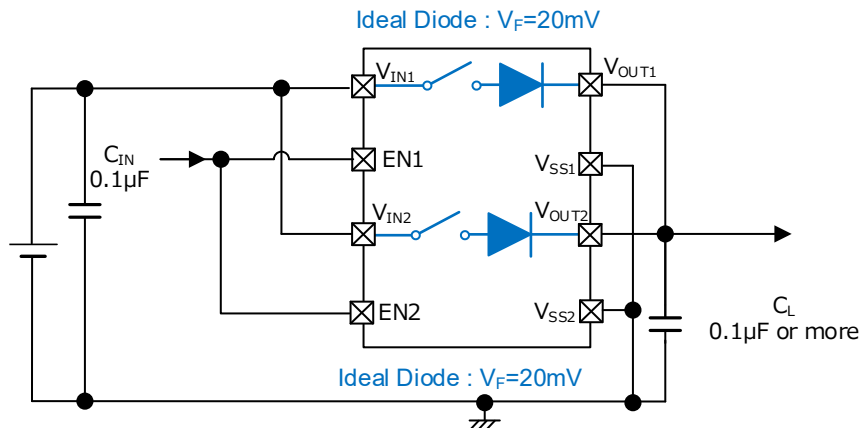 Ideal Diode : VF=20mV
VIN1
VOUT1
CIN
0.1µF
EN1
VSS1
VIN2
VOUT2
EN2
VSS2
CL
0.1µF or more
Ideal Diode : VF=20mV